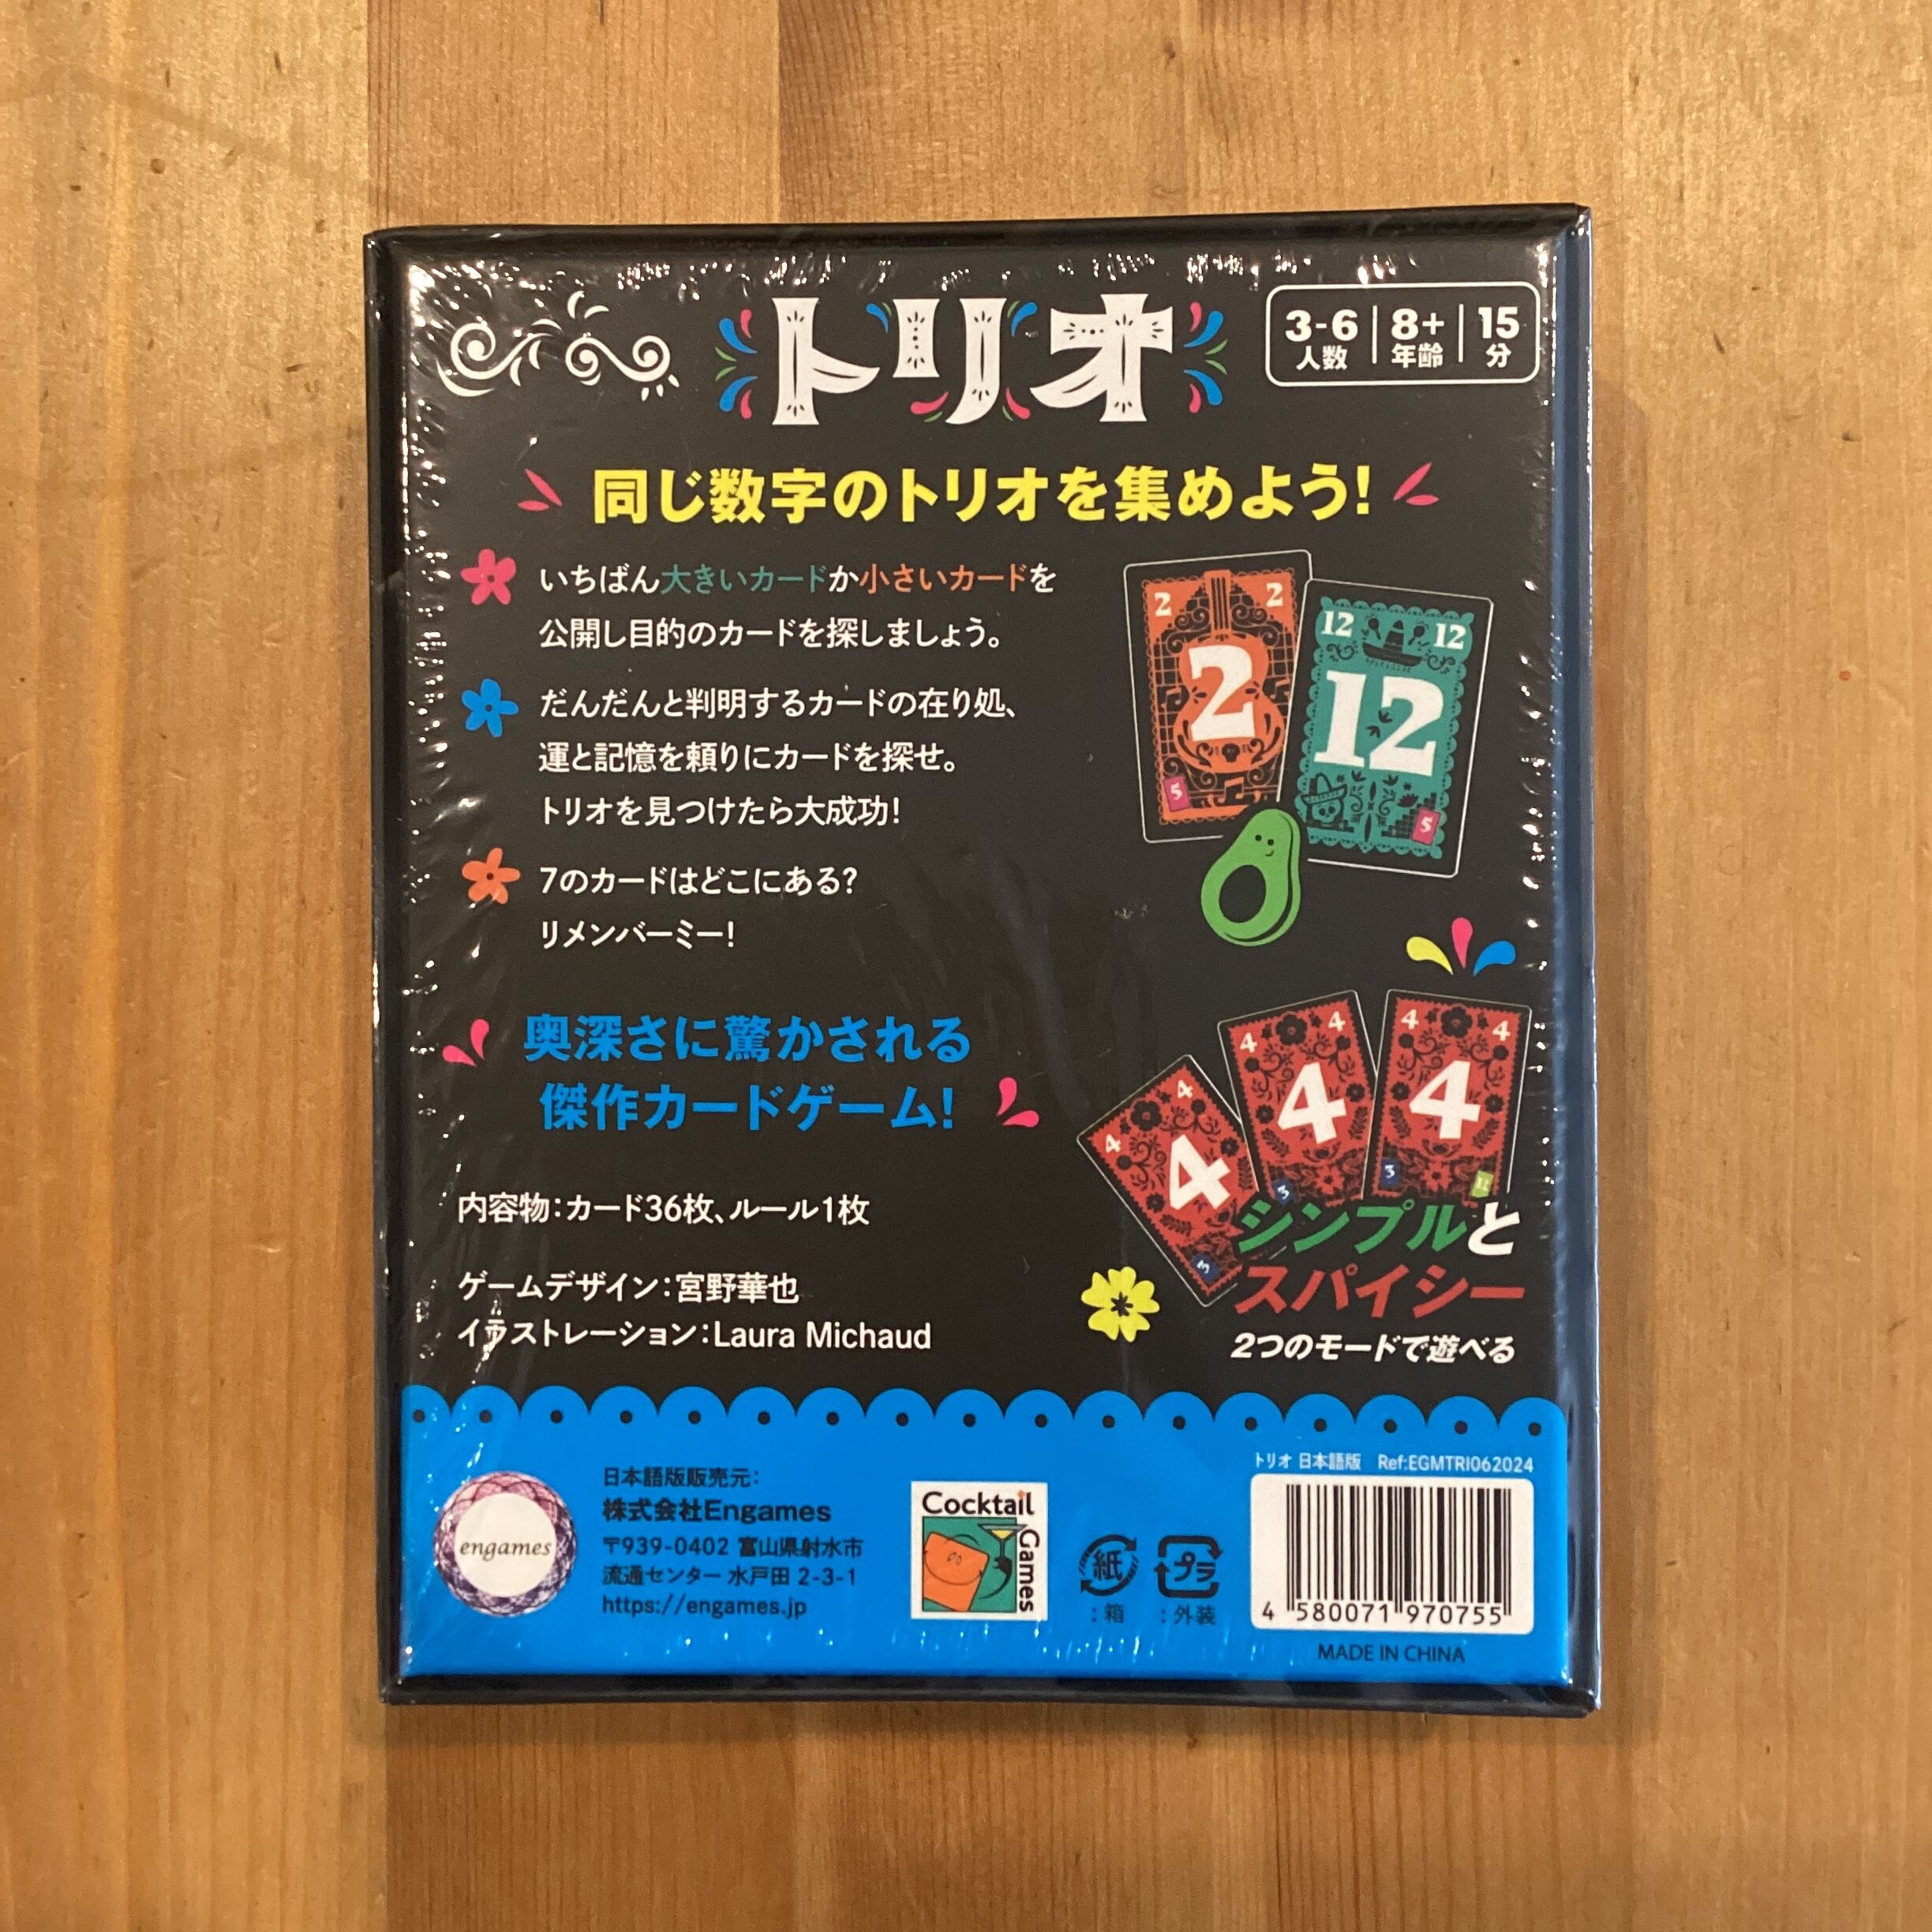 トリオ
3-6 人数 8+ 年齢 15 分
同じ数字のトリオを集めよう!
いちばん大きいカードか小さいカードを
公開し目的のカードを探しましょう。
だんだんと判明するカードの在り処、
運と記憶を頼りにカードを探せ。
トリオを見つけたら大成功!
7のカードはどこにある?
リメンバーミー!
2 2
2
5
12 12
12
5
奥深さに驚かされる
傑作カードゲーム!
4 4
4
3
4 4
4
3
4 4
4
3
内容物:カード36枚、ルール1枚
ゲームデザイン:宮野華也
イラストレーション:Laura Michaud
シンプルと
スパイシー
2つのモードで遊べる
engames
日本語版販売元:
株式会社Engames
〒939-0402 富山県射水市
流通センター 水戸田 2-3-1
https://engames.jp
Cocktail
Games
紙 プラ
:箱 :外装
トリオ 日本語版 Ref:EGMTRI062024
4 580071 970755
MADE IN CHINA